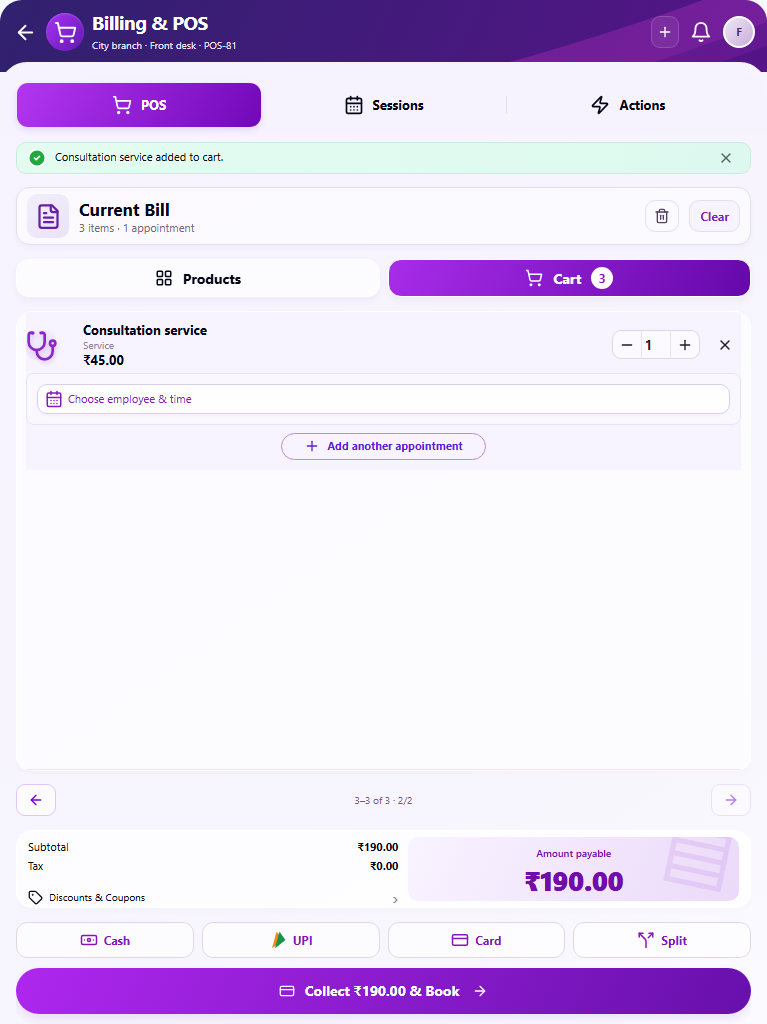 Billing & POS
City branch · Front desk · POS-81
F
POS
Sessions
Actions
Consultation service added to cart.
Current Bill
3 items · 1 appointment
Clear
Products
Cart 3
Consultation service
Service
₹45.00
1
Choose employee & time
Add another appointment
3–3 of 3 · 2/2
Subtotal ₹190.00
Tax ₹0.00
Discounts & Coupons
Amount payable
₹190.00
Cash
UPI
Card
Split
Collect ₹190.00 & Book